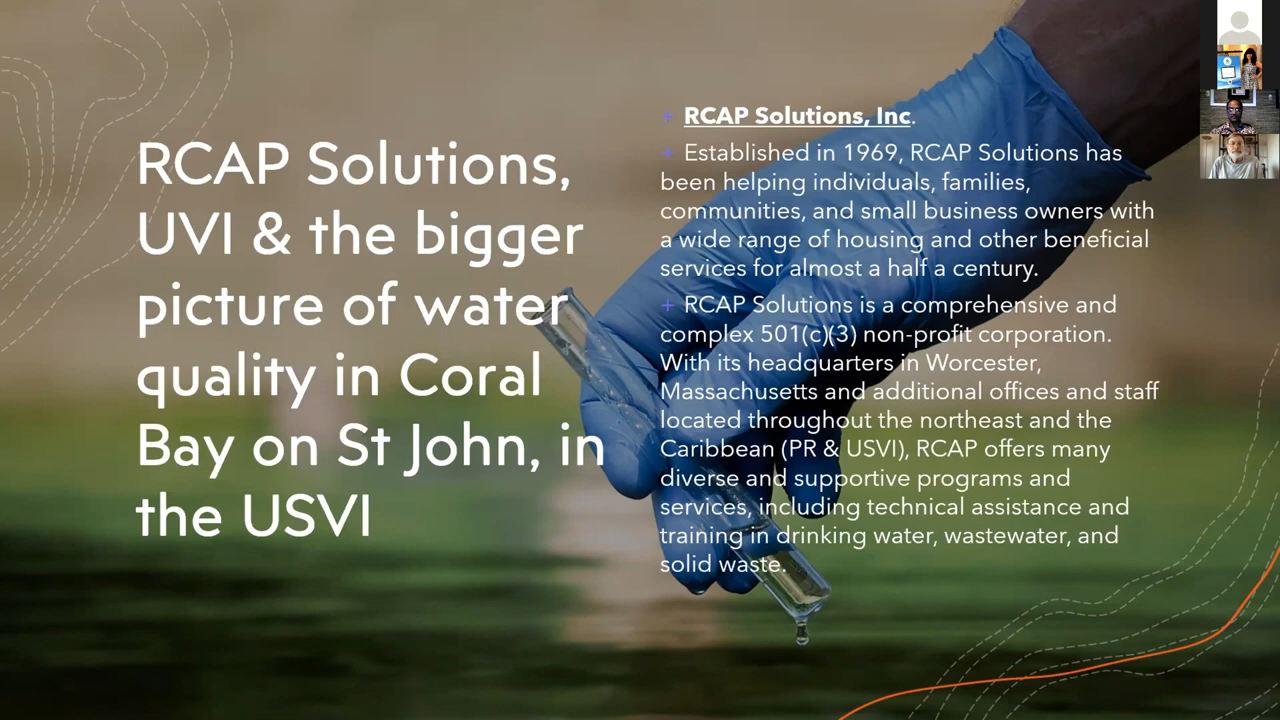 RCAP Solutions,
UVI & the bigger
picture of water
quality in Coral
Bay on St John, in
the USVI
+ RCAP Solutions, Inc.
+ Established in 1969, RCAP Solutions has
been helping individuals, families,
communities, and small business owners with
a wide range of housing and other beneficial
services for almost a half a century.
+ RCAP Solutions is a comprehensive and
complex 501(c)(3) non-profit corporation.
With its headquarters in Worcester,
Massachusetts and additional offices and staff
located throughout the northeast and the
Caribbean (PR & USVI), RCAP offers many
diverse and supportive programs and
services, including technical assistance and
training in drinking water, wastewater, and
solid waste.